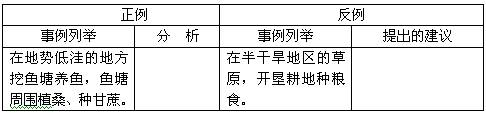 正例 反例
事例列举 分 析 事例列举 提出的建议
在地势低洼的地方 在半干旱地区的草
挖鱼塘养鱼，鱼塘 原，开垦耕地种粮
周围植桑、种甘蔗。 食。